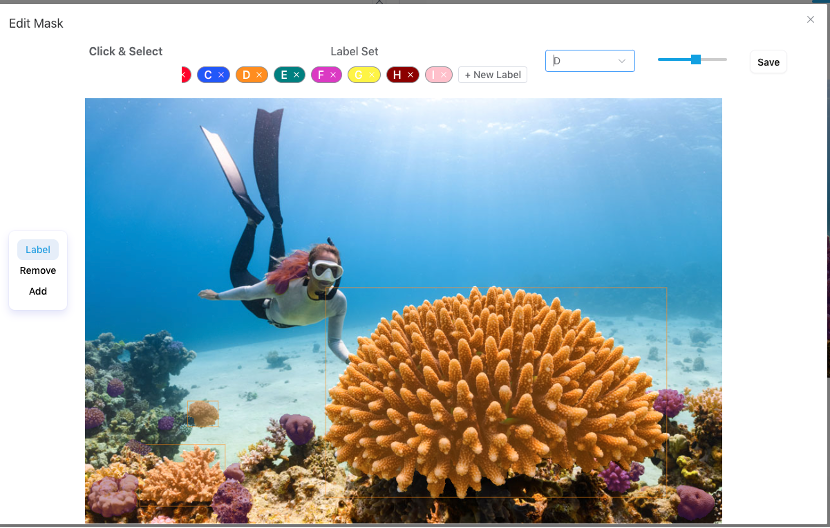 Edit Mask
Click & Select
Label Set
C × D × E × F × G × H × I × + New Label
D
Save
Label
Remove
Add